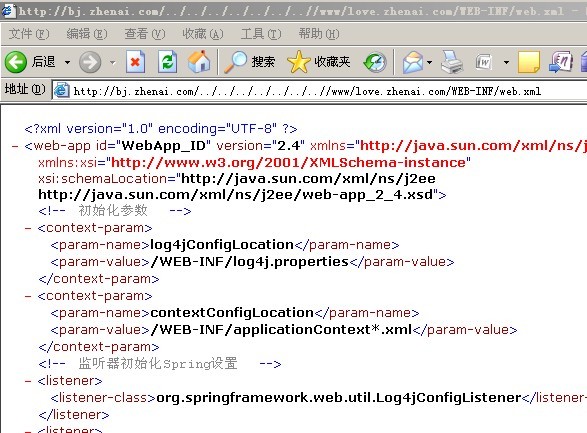 http://bj.zhenai.com/../../../../../../www/love.zhenai.com/WEB-INF/web.xml -
文件(F) 编辑(E) 查看(V) 收藏(A) 工具(T) 帮助(H)
后退 搜索 收藏夹
地址(D) http://bj.zhenai.com/../../../../../../www/love.zhenai.com/WEB-INF/web.xml
<?xml version="1.0" encoding="UTF-8" ?>
- <web-app id="WebApp_ID" version="2.4" xmlns="http://java.sun.com/xml/ns/j
xmlns:xsi="http://www.w3.org/2001/XMLSchema-instance"
xsi:schemaLocation="http://java.sun.com/xml/ns/j2ee
http://java.sun.com/xml/ns/j2ee/web-app_2_4.xsd">
<!-- 初始化参数 -->
- <context-param>
<param-name>log4jConfigLocation</param-name>
<param-value>/WEB-INF/log4j.properties</param-value>
</context-param>
- <context-param>
<param-name>contextConfigLocation</param-name>
<param-value>/WEB-INF/applicationContext*.xml</param-value>
</context-param>
<!-- 监听器初始化Spring设置 -->
- <listener>
<listener-class>org.springframework.web.util.Log4jConfigListener</listener-
</listener>
- <listener>